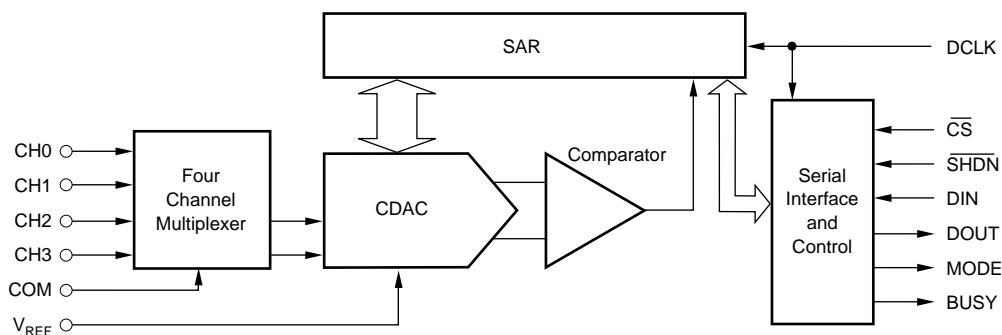 SAR
DCLK
CH0
CH1
CH2
CH3
COM
VREF
Four
Channel
Multiplexer
CDAC
Comparator
Serial
Interface
and
Control
CS
SHDN
DIN
DOUT
MODE
BUSY